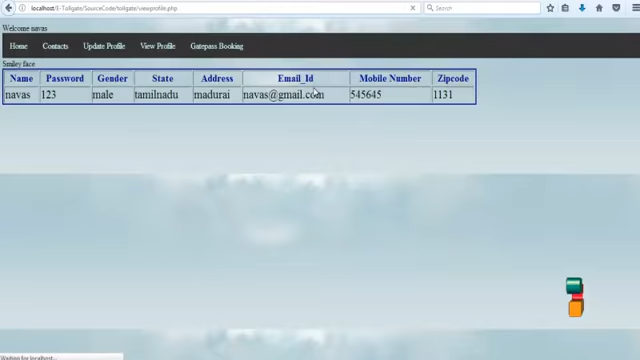 localhost/3-Tollgate/SourceCode/tollgate/viewprofile.php
Search
Welcome navas
Home Contacts Update Profile View Profile Gatepass Booking
Smiley face
Name Password Gender State Address Email_Id Mobile Number Zipcode
navas 123 male tamilnadu madurai navas@gmail.com 545645 1131
Waiting for localhost...